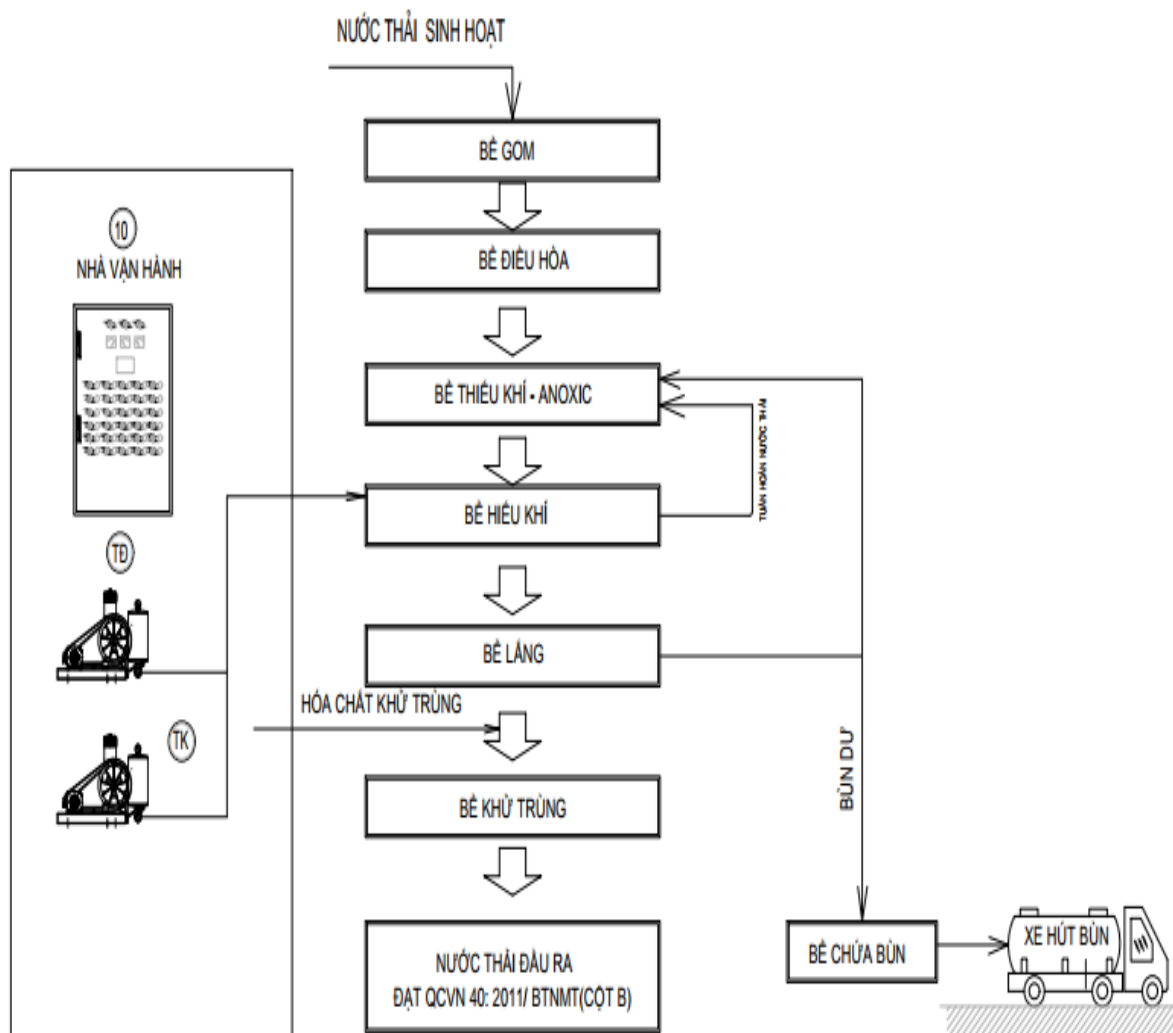 NƯỚC THẢI SINH HOẠT
BỂ GOM
10
NHÀ VẬN HÀNH
BỂ ĐIỀU HÒA
BỂ THIẾU KHÍ - ANOXIC
TUẦN HOÀN NƯỚC THẢI
BỂ HIẾU KHÍ
TĐ
BỂ LẮNG
HÓA CHẤT KHỬ TRÙNG
TK
BÙN DƯ
BỂ KHỬ TRÙNG
NƯỚC THẢI ĐẦU RA
ĐẠT QCVN 40: 2011/ BTNMT(CỘT B)
BỂ CHỨA BÙN
XE HÚT BÙN